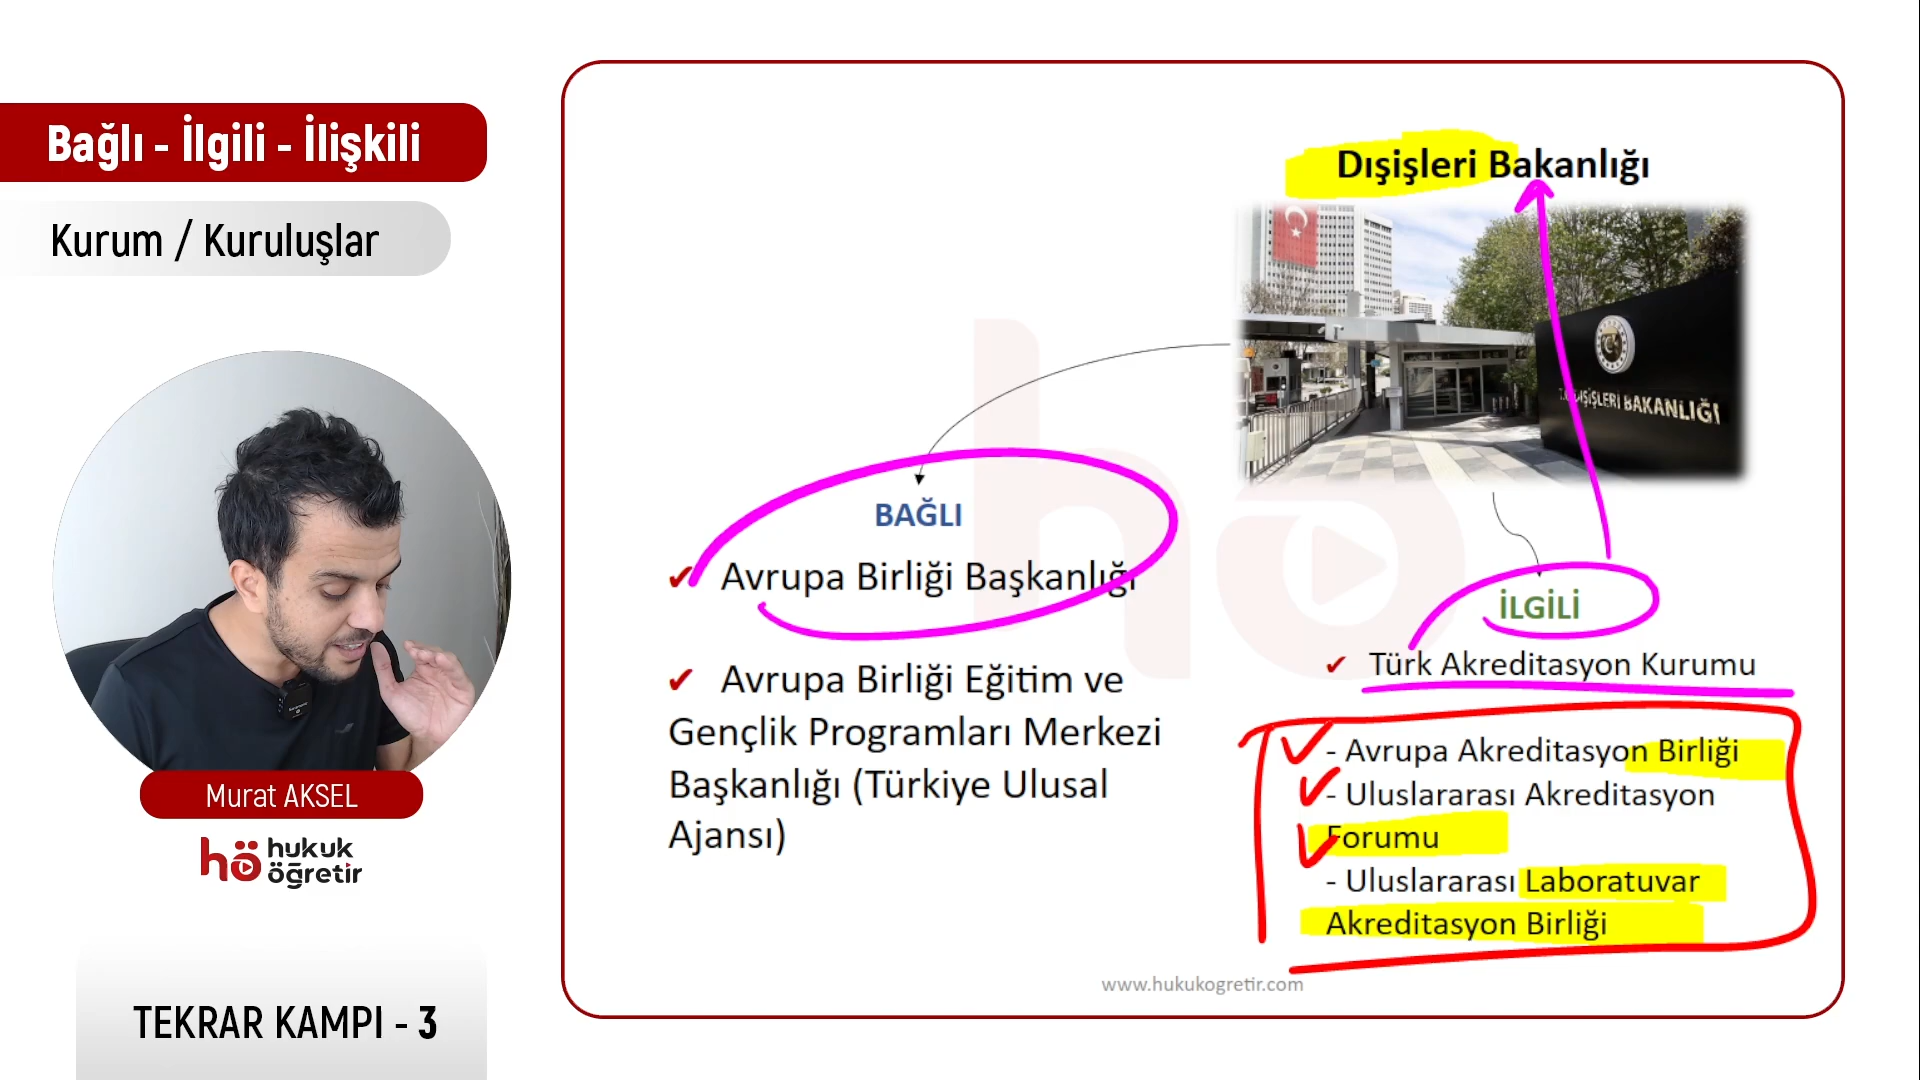 Bağlı - İlgili - İlişkili
Kurum / Kuruluşlar
Murat AKSEL
hö hukuk
öğretir
TEKRAR KAMPI - 3
Dışişleri Bakanlığı
T.C. DIŞİŞLERİ BAKANLIĞI
BAĞLI
✔ Avrupa Birliği Başkanlığı
✔ Avrupa Birliği Eğitim ve
Gençlik Programları Merkezi
Başkanlığı (Türkiye Ulusal
Ajansı)
İLGİLİ
✔ Türk Akreditasyon Kurumu
- Avrupa Akreditasyon Birliği
- Uluslararası Akreditasyon
Forumu
- Uluslararası Laboratuvar
Akreditasyon Birliği
www.hukukogretir.com